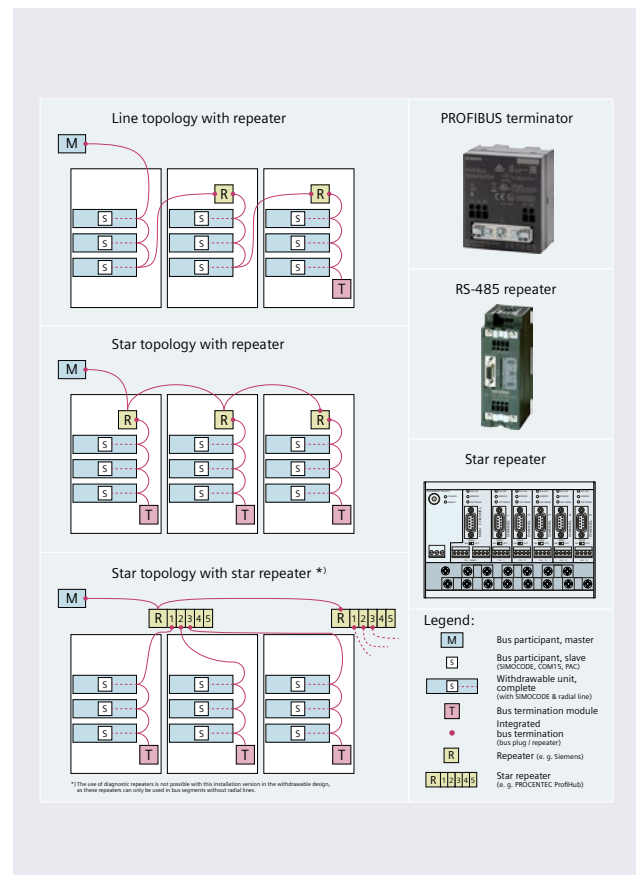 Line topology with repeater
M
R
R
S
S
S
S
S
S
S
S
S
T
Star topology with repeater
M
R
R
R
S
S
S
S
S
S
S
S
S
T
T
T
Star topology with star repeater *)
M
R 1 2 3 4 5
R 1 2 3 4 5
S
S
S
S
S
S
S
S
S
T
T
T
*) The use of diagnostic repeaters is not possible with this installation version in the withdrawable design,
as these repeaters can only be used in bus segments without radial lines.
PROFIBUS terminator
RS-485 repeater
Star repeater
Legend:
M
Bus participant, master
S
Bus participant, slave
(SIMOCODE, COM15, PAC)
S
Withdrawable unit,
complete
(with SIMOCODE & radial line)
T
Bus termination module
Integrated
bus termination
(bus plug / repeater)
R
Repeater (e. g. Siemens)
R 1 2 3 4 5
Star repeater
(e. g. PROCENTEC ProfiHub)